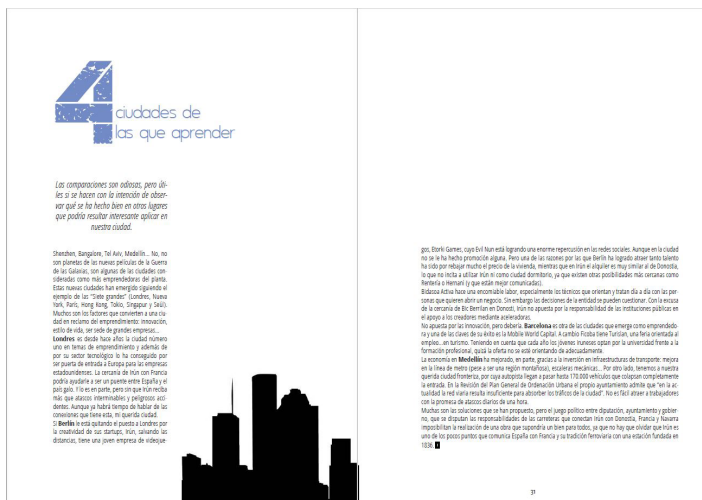 4
ciudades de
las que aprender
Las comparaciones son odiosas, pero úti-
les si se hacen con la intención de obser-
var qué se ha hecho bien en otros lugares
que podría resultar interesante aplicar en
nuestra ciudad.
Shenzhen, Bangalore, Tel Aviv, Medellín... No, no
son planetas de las nuevas películas de la Guerra
de las Galaxias, son algunas de las ciudades con-
sideradas como más emprendedoras del planta.
Estas nuevas ciudades han emergido siguiendo el
ejemplo de las "Siete grandes" (Londres, Nueva
York, París, Hong Kong, Tokio, Singapur y Seúl).
Muchos son los factores que convierten a una ciu-
dad en reclamo del emprendimiento: innovación,
estilo de vida, ser sede de grandes empresas...
Londres es desde hace años la ciudad número
uno en temas de emprendimiento y además de
por su sector tecnológico lo ha conseguido por
ser puerta de entrada a Europa para las empresas
estadounidenses. La cercanía de Irún con Francia
podría ayudarle a ser un puente entre España y el
país galo. Y lo es en parte, pero sin que Irún reciba
más que atascos interminables y peligrosos acci-
dentes. Aunque ya habrá tiempo de hablar de las
conexiones que tiene esta, mi querida ciudad.
Si Berlín le está quitando el puesto a Londres por
la creatividad de sus startups, Irún, salvando las
distancias, tiene una joven empresa de videojue-
gos, Etorki Games, cuyo Evil Nun está logrando una enorme repercusión en las redes sociales. Aunque en la ciudad
no se le ha hecho promoción alguna. Pero una de las razones por las que Berlín ha logrado atraer tanto talento
ha sido por rebajar mucho el precio de la vivienda, mientras que en Irún el alquiler es muy similar al de Donostia,
lo que no incita a utilizar Irún ni como ciudad dormitorio, ya que existen otras posibilidades más cercanas como
Rentería o Hernani (y que están mejor comunicadas).
Bidasoa Activa hace una encomiable labor, especialmente los técnicos que orientan y tratan día a día con las per-
sonas que quieren abrir un negocio. Sin embargo las decisiones de la entidad se pueden cuestionar. Con la excusa
de la cercanía de Bic Berrilan en Donosti, Irún no apuesta por la responsabilidad de las instituciones públicas en
el apoyo a los creadores mediante aceleradoras.
No apuesta por las innovación, pero debería. Barcelona es otra de las ciudades que emerge como emprendedo-
ra y una de las claves de su éxito es la Mobile World Capital. A cambio Ficoba tiene Turislan, una feria orientada al
empleo...en turismo. Teniendo en cuenta que cada año los jóvenes iruneses optan por la universidad frente a la
formación profesional, quizá la oferta no se esté orientando de adecuadamente.
La economía en Medellín ha mejorado, en parte, gracias a la inversión en infraestructuras de transporte: mejora
en la línea de metro (pese a ser una región montañosa), escaleras mecánicas... Por otro lado, tenemos a nuestra
querida ciudad fronteriza, por cuya autopista llegan a pasar hasta 170.000 vehículos que colapsan completamente
la entrada. En la Revisión del Plan General de Ordenación Urbana el propio ayuntamiento admite que "en la ac-
tualidad la red viaria resulta insuficiente para absorber los tráficos de la ciudad". No es fácil atraer a trabajadores
con la promesa de atascos diarios de una hora.
Muchas son las soluciones que se han propuesto, pero el juego político entre diputación, ayuntamiento y gobier-
no, que se disputan las responsabilidades de las carreteras que conectan Irún con Donostia, Francia y Navarra
imposibilitan la realización de una obra que supondría un bien para todos, ya que no hay que olvidar que Irún es
uno de los pocos puntos que comunica España con Francia y su tradición ferroviaria con una estación fundada en
1836.
31